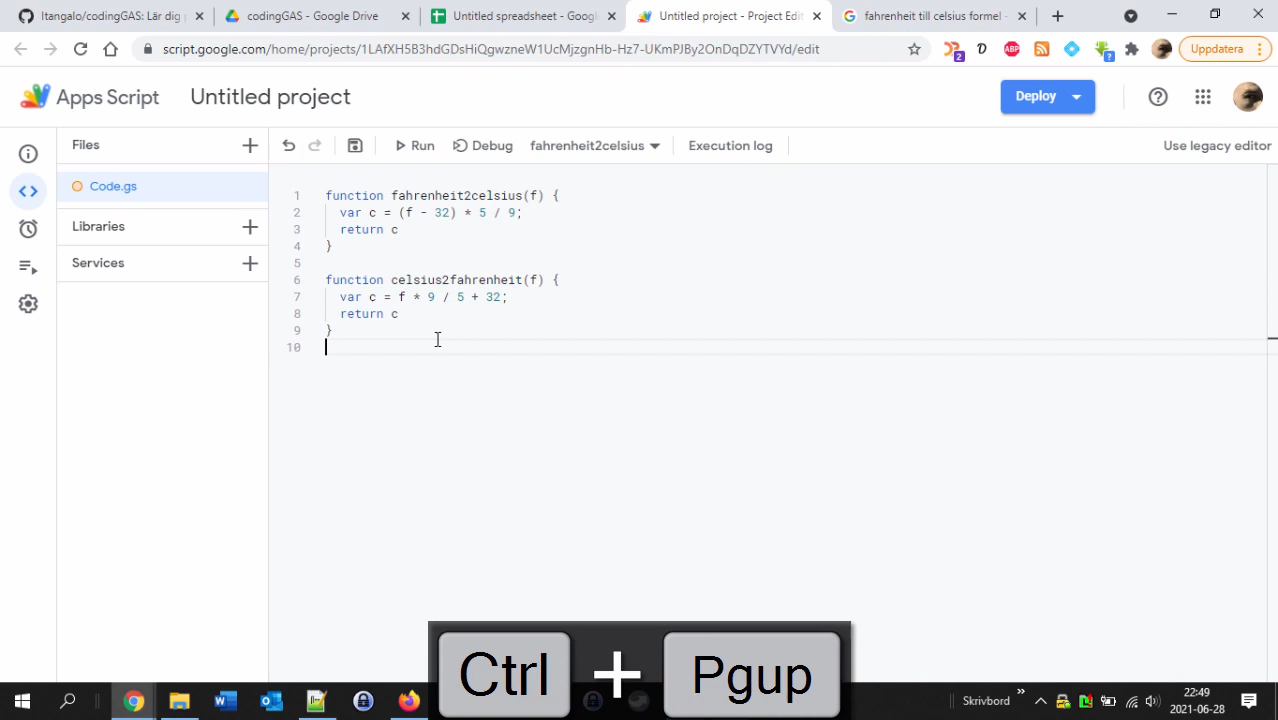 Itangalo/codingGAS: Lär dig
codingGAS - Google Drive
Untitled spreadsheet - Goog
Untitled project - Project Edit
fahrenheit till celsius formel -
script.google.com/home/projects/1LAfXH5B3hdGDsHiQgwzneW1UcMjzgnHb-Hz7-UKmPJBy2OnDqDZYTVYd/edit
2
ABP
?
Uppdatera
Apps Script
Untitled project
Deploy
Files
Run
Debug
fahrenheit2celsius
Execution log
Use legacy editor
Code.gs
Libraries
Services
1 function fahrenheit2celsius(f) {
2 var c = (f - 32) * 5 / 9;
3 return c
4 }
5
6 function celsius2fahrenheit(f) {
7 var c = f * 9 / 5 + 32;
8 return c
9 }
10
Ctrl + Pgup
Skrivbord
22:49
2021-06-28